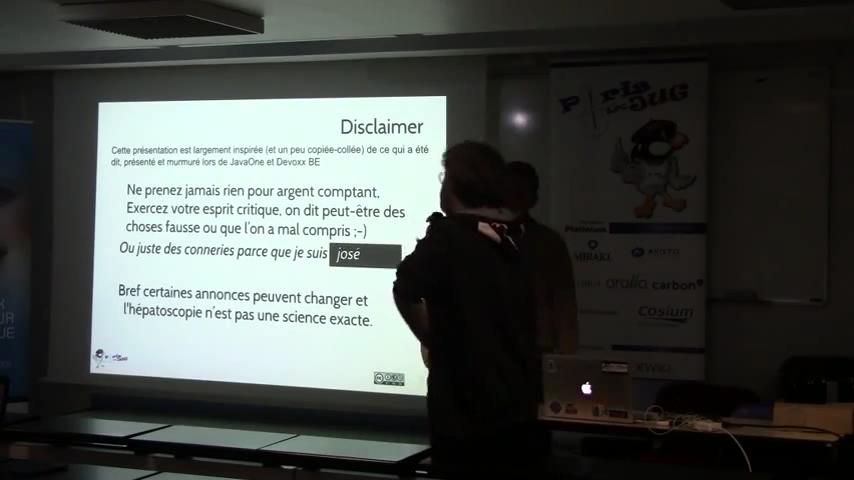 Disclaimer
Cette présentation est largement inspirée (et un peu copiée-collée) de ce qui a été
dit, présenté et murmuré lors de JavaOne et Devoxx BE
Ne prenez jamais rien pour argent comptant,
Exercez votre esprit critique, on dit peut-être des
choses fausse ou que l'on a mal compris ;-)
Ou juste des conneries parce que je suis josé
Bref certaines annonces peuvent changer et
l'hépatoscopie n'est pas une science exacte.
Paris
JUG
Platinium
MIRAKL
carbon
Cosium